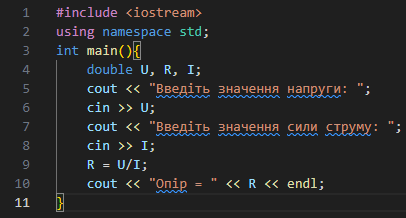 1 #include <iostream>
2 using namespace std;
3 int main(){
4 double U, R, I;
5 cout << "Введіть значення напруги: ";
6 cin >> U;
7 cout << "Введіть значення сили струму: ";
8 cin >> I;
9 R = U/I;
10 cout << "Опір = " << R << endl;
11 }